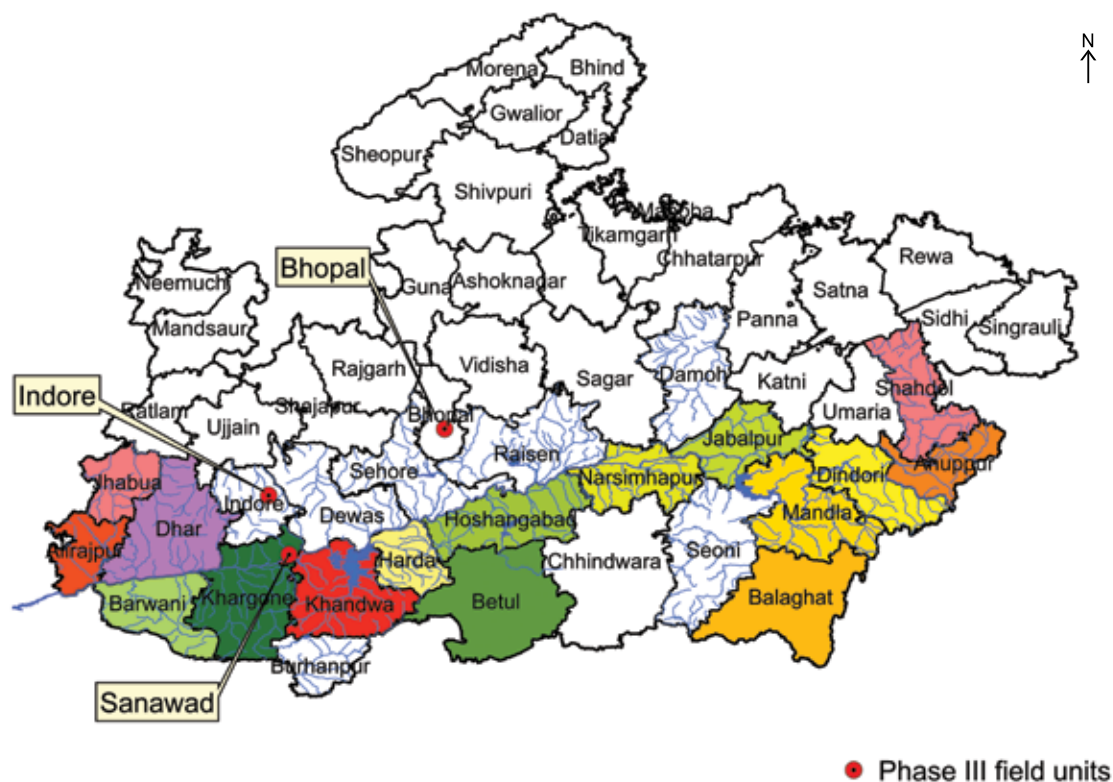 N
Morena
Bhind
Gwalior
Datia
Sheopur
Shivpuri
Mahoba
Tikamgarh
Bhopal
Chhatarpur
Rewa
Neemuch
Guna
Ashoknagar
Satna
Panna
Sidhi
Singrauli
Mandsaur
Vidisha
Rajgarh
Sagar
Damoh
Katni
Shahdol
Indore
Ratlam
Shajapur
Ujjain
Bhopal
Umaria
Jabalpur
Raisen
Sehore
Anuppur
Jhabua
Narsimhapur
Dindori
Indore
Dewas
Hoshangabad
Mandla
Dhar
Alirajpur
Harda
Chhindwara
Seoni
Khargone
Barwani
Khandwa
Betul
Balaghat
Burhanpur
Sanawad
Phase III field units